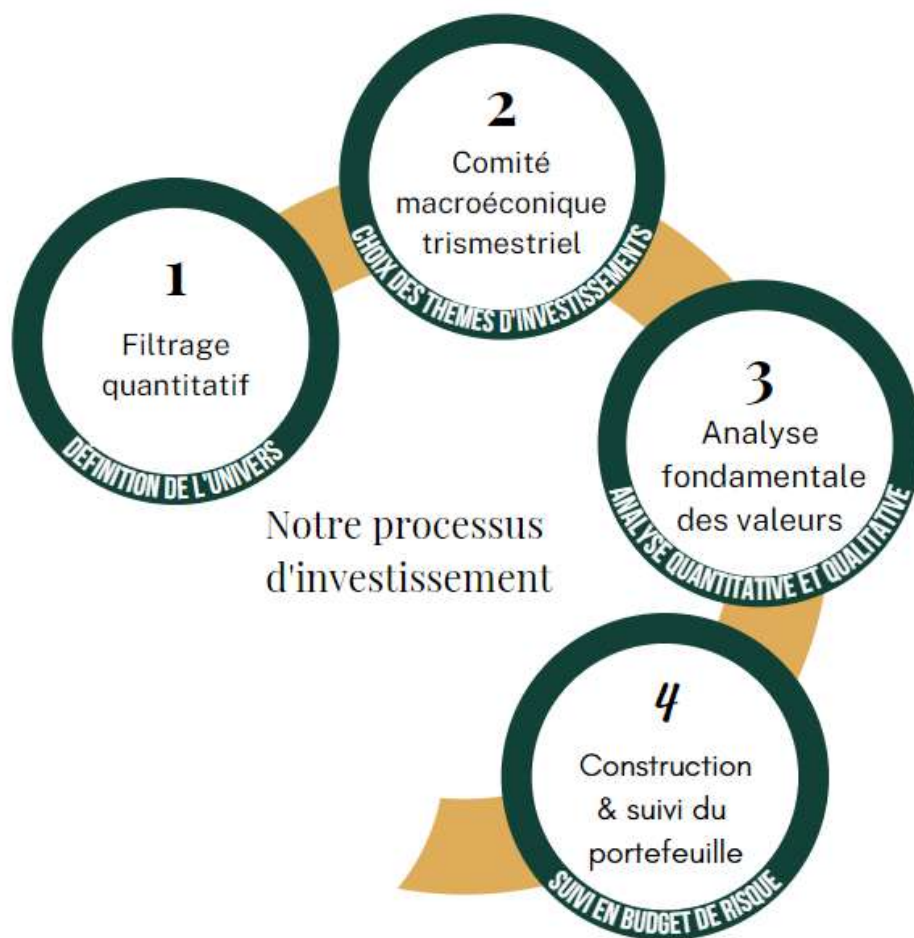 1
Filtrage
quantitatif
DÉFINITION DE L'UNIVERS
2
Comité
macroéconique
trismestriel
CHOIX DES THÈMES D'INVESTISSEMENTS
3
Analyse
fondamentale
des valeurs
ANALYSE QUANTITATIVE ET QUALITATIVE
Notre processus
d'investissement
4
Construction
& suivi du
portefeuille
SUIVI EN BUDGET DE RISQUE